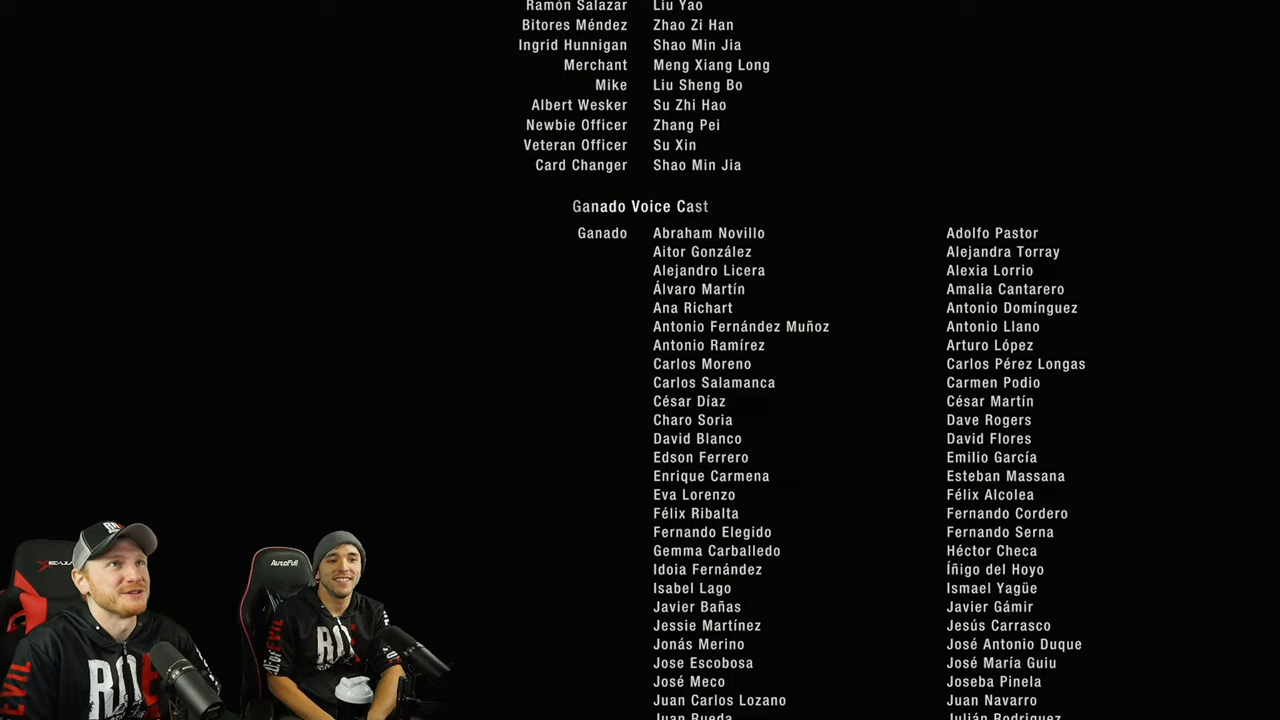 Ramón Salazar Liu Yao
Bitores Méndez Zhao Zi Han
Ingrid Hunnigan Shao Min Jia
Merchant Meng Xiang Long
Mike Liu Sheng Bo
Albert Wesker Su Zhi Hao
Newbie Officer Zhang Pei
Veteran Officer Su Xin
Card Changer Shao Min Jia
Ganado Voice Cast
Ganado Abraham Novillo Adolfo Pastor
Aitor González Alejandra Torray
Alejandro Licera Alexia Lorrio
Álvaro Martín Amalia Cantarero
Ana Richart Antonio Domínguez
Antonio Fernández Muñoz Antonio Llano
Antonio Ramírez Arturo López
Carlos Moreno Carlos Pérez Longas
Carlos Salamanca Carmen Podio
César Díaz César Martín
Charo Soria Dave Rogers
David Blanco David Flores
Edson Ferrero Emilio García
Enrique Carmena Esteban Massana
Eva Lorenzo Félix Alcolea
Félix Ribalta Fernando Cordero
Fernando Elegido Fernando Serna
Gemma Carballedo Héctor Checa
Idoia Fernández Íñigo del Hoyo
Isabel Lago Ismael Yagüe
Javier Bañas Javier Gámir
Jessie Martínez Jesús Carrasco
Jonás Merino José Antonio Duque
Jose Escobosa José María Guiu
José Meco Joseba Pinela
Juan Carlos Lozano Juan Navarro
Juan Rueda Julián Rodríguez
AutoFull
EVIL
ROE